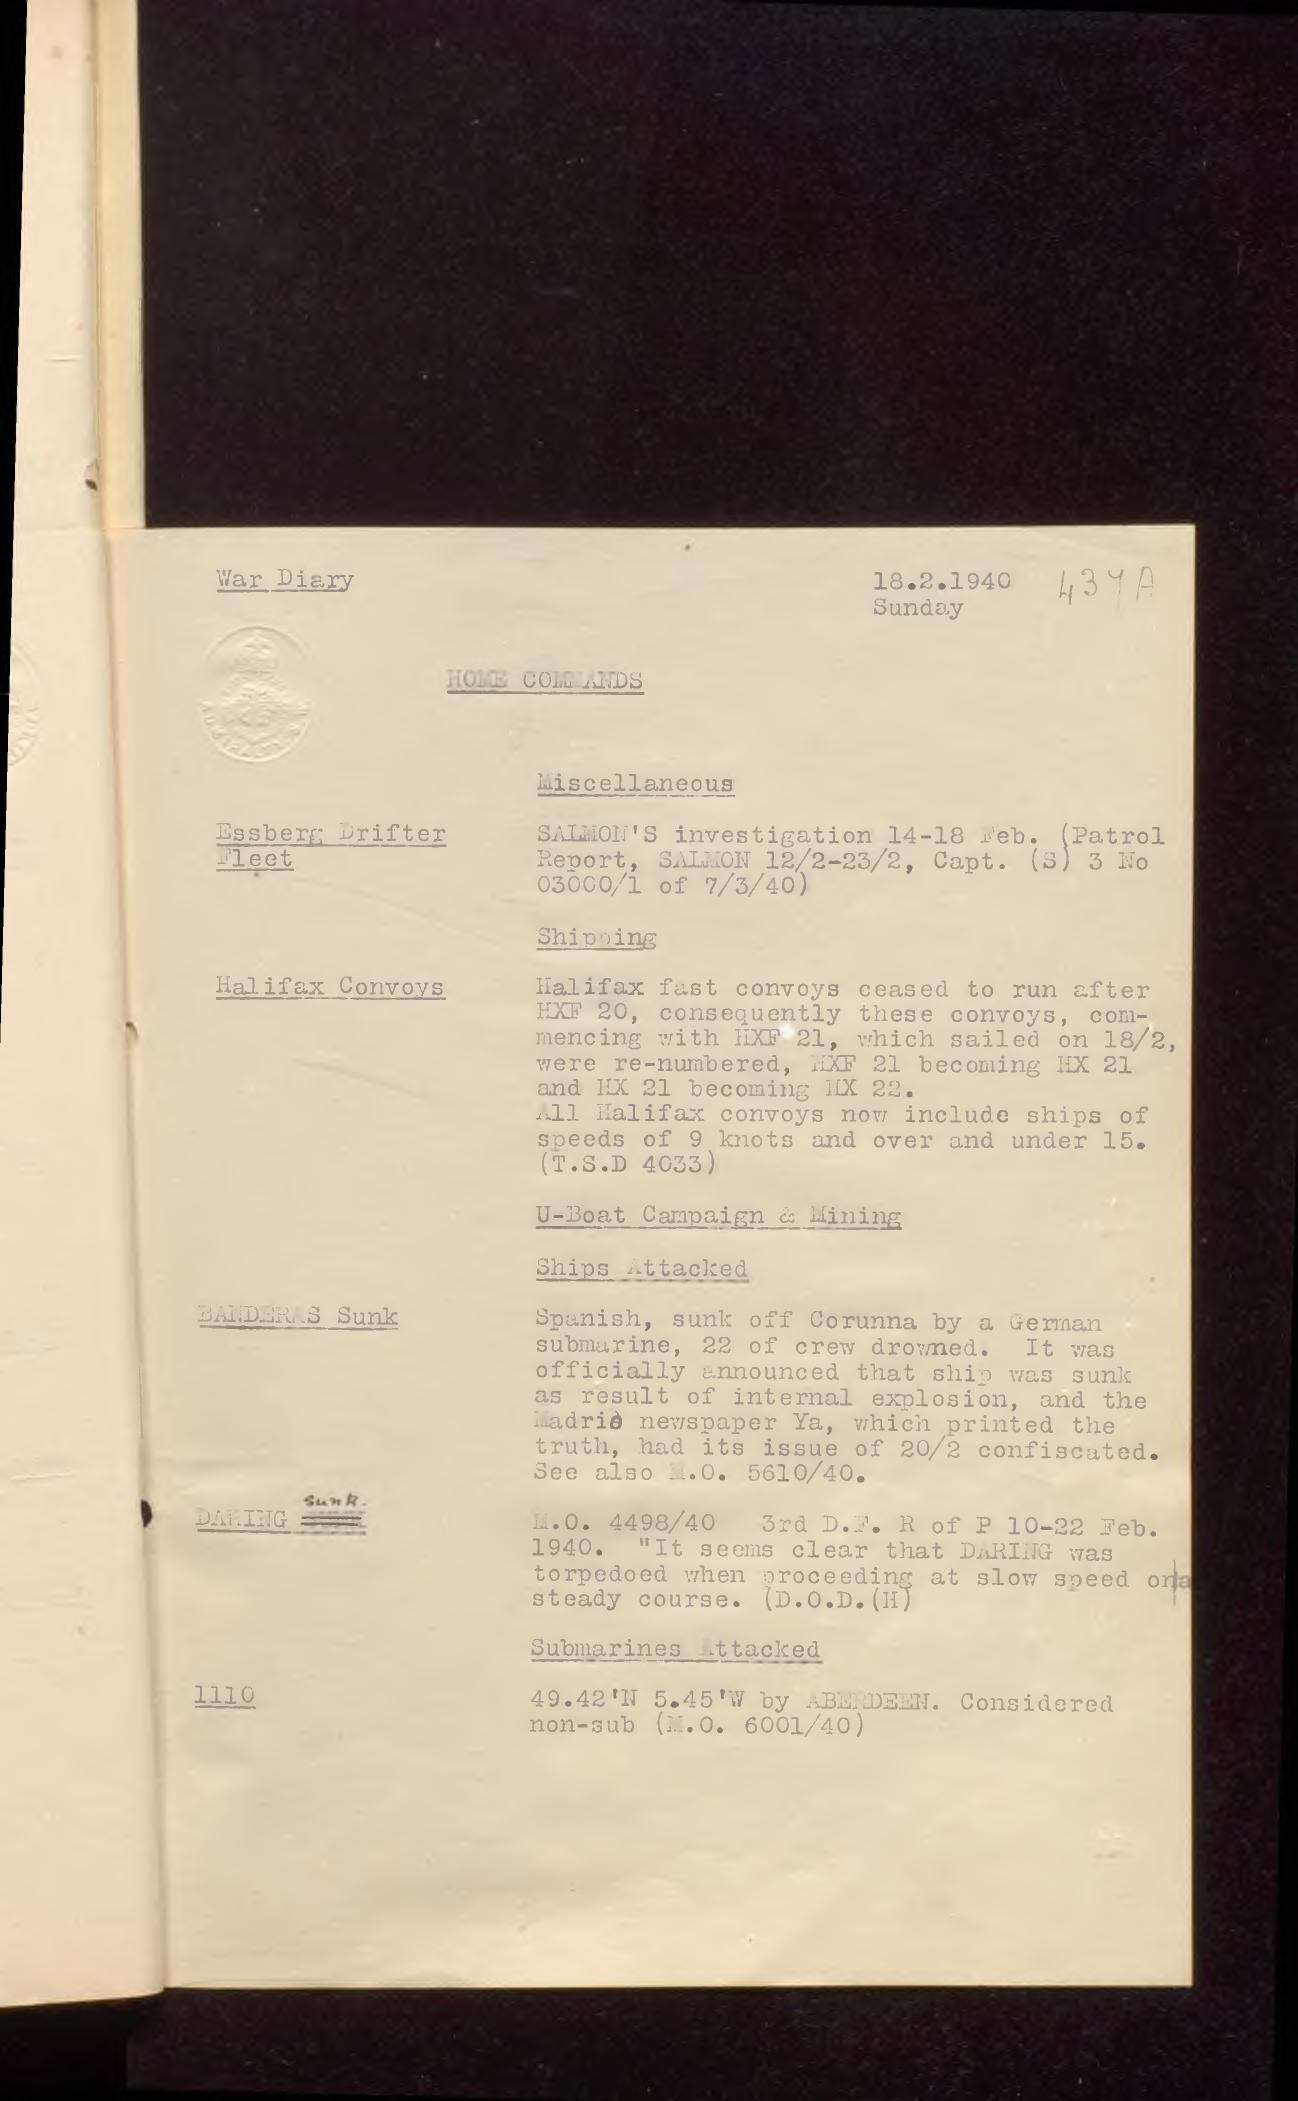 War Diary
18.2.1940 437A
Sunday
HOME COMMANDS
Miscellaneous
Essberg Drifter
Fleet
SALMON'S investigation 14-18 Feb. (Patrol
Report, SALMON 12/2-23/2, Capt. (S) 3 No
03000/1 of 7/3/40)
Shipping
Halifax Convoys
Halifax fast convoys ceased to run after
HXF 20, consequently these convoys, com-
mencing with HXF 21, which sailed on 18/2,
were re-numbered, HXF 21 becoming HX 21
and HX 21 becoming HX 22.
All Halifax convoys now include ships of
speeds of 9 knots and over and under 15.
(T.S.D 4033)
U-Boat Campaign & Mining
Ships Attacked
BANDERAS Sunk
Spanish, sunk off Corunna by a German
submarine, 22 of crew drowned. It was
officially announced that ship was sunk
as result of internal explosion, and the
Madrid newspaper Ya, which printed the
truth, had its issue of 20/2 confiscated.
See also M.O. 5610/40.
DARING sunk.
M.O. 4498/40 3rd D.F. R of P 10-22 Feb.
1940. "It seems clear that DARING was
torpedoed when proceeding at slow speed on a
steady course. (D.O.D.(H)
Submarines Attacked
1110
49.42'N 5.45'W by ABERDEEN. Considered
non-sub (M.O. 6001/40)